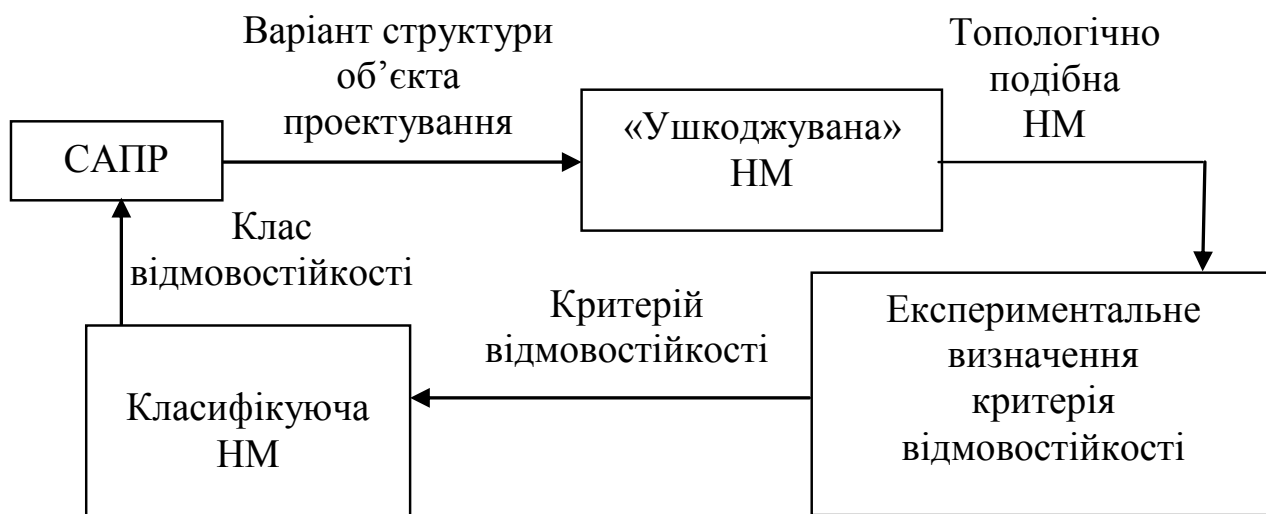 Варіант структури
об’єкта
проектування
Топологічно
подібна
НМ
САПР
«Ушкоджувана»
НМ
Клас
відмовостійкості
Критерій
відмовостійкості
Експериментальне
визначення
критерія
відмовостійкості
Класифікуюча
НМ